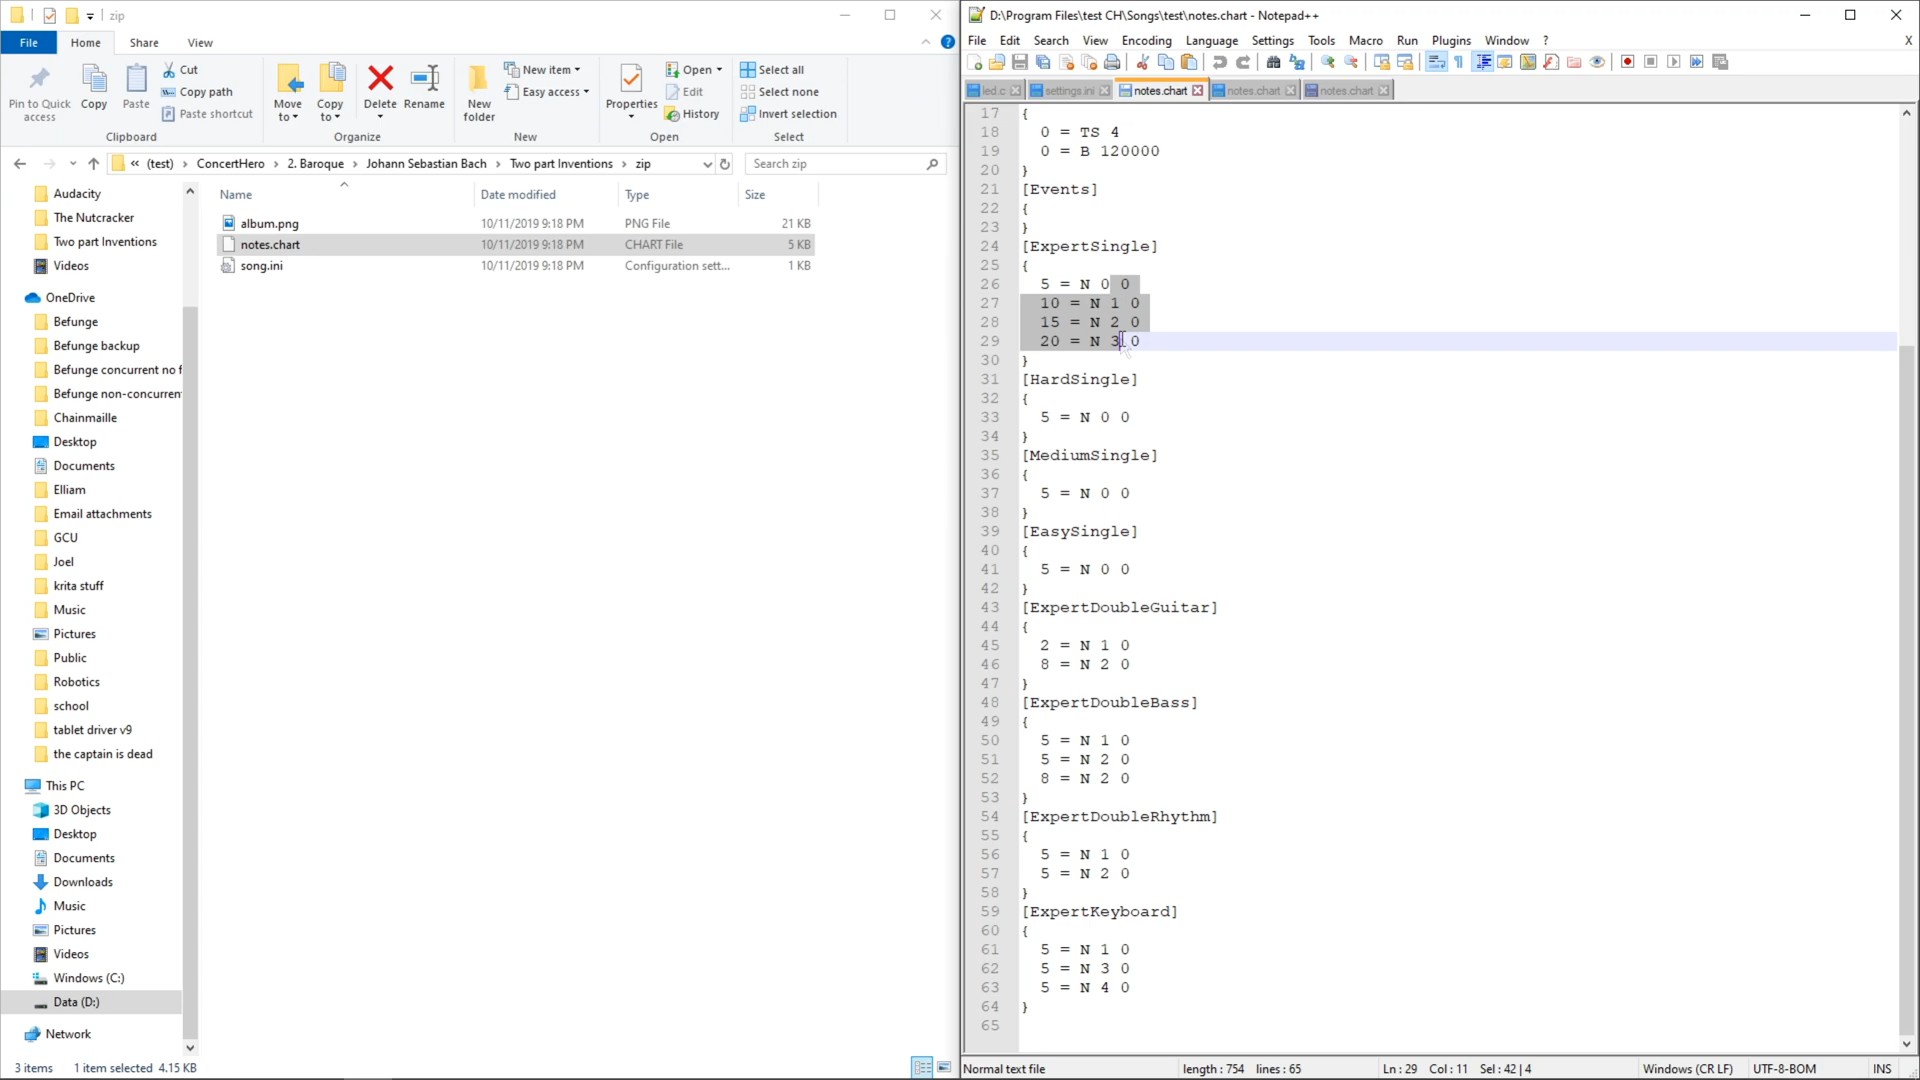 zip
File Home Share View
Pin to Quick access
Copy
Paste
Cut
Copy path
Paste shortcut
Clipboard
Move to
Copy to
Delete
Rename
Organize
New folder
New item
Easy access
New
Properties
Open
Edit
History
Open
Select all
Select none
Invert selection
Select
« (test) › ConcertHero › 2. Baroque › Johann Sebastian Bach › Two part Inventions › zip
Search zip
Name Date modified Type Size
album.png 10/11/2019 9:18 PM PNG File 21 KB
notes.chart 10/11/2019 9:18 PM CHART File 5 KB
song.ini 10/11/2019 9:18 PM Configuration sett... 1 KB
Audacity
The Nutcracker
Two part Inventions
Videos
OneDrive
Befunge
Befunge backup
Befunge concurrent no f
Befunge non-concurren
Chainmaille
Desktop
Documents
Elliam
Email attachments
GCU
Joel
krita stuff
Music
Pictures
Public
Robotics
school
tablet driver v9
the captain is dead
This PC
3D Objects
Desktop
Documents
Downloads
Music
Pictures
Videos
Windows (C:)
Data (D:)
Network
3 items 1 item selected 4.15 KB
D:\Program Files\test CH\Songs\test\notes.chart - Notepad++
File Edit Search View Encoding Language Settings Tools Macro Run Plugins Window ? X
led.c settings.ini notes.chart notes.chart notes.chart
17 {
18 0 = TS 4
19 0 = B 120000
20 }
21 [Events]
22 {
23 }
24 [ExpertSingle]
25 {
26 5 = N 0 0
27 10 = N 1 0
28 15 = N 2 0
29 20 = N 3 0
30 }
31 [HardSingle]
32 {
33 5 = N 0 0
34 }
35 [MediumSingle]
36 {
37 5 = N 0 0
38 }
39 [EasySingle]
40 {
41 5 = N 0 0
42 }
43 [ExpertDoubleGuitar]
44 {
45 2 = N 1 0
46 8 = N 2 0
47 }
48 [ExpertDoubleBass]
49 {
50 5 = N 1 0
51 5 = N 2 0
52 8 = N 2 0
53 }
54 [ExpertDoubleRhythm]
55 {
56 5 = N 1 0
57 5 = N 2 0
58 }
59 [ExpertKeyboard]
60 {
61 5 = N 1 0
62 5 = N 3 0
63 5 = N 4 0
64 }
65
Normal text file length : 754 lines : 65 Ln : 29 Col : 11 Sel : 42 | 4 Windows (CR LF) UTF-8-BOM INS